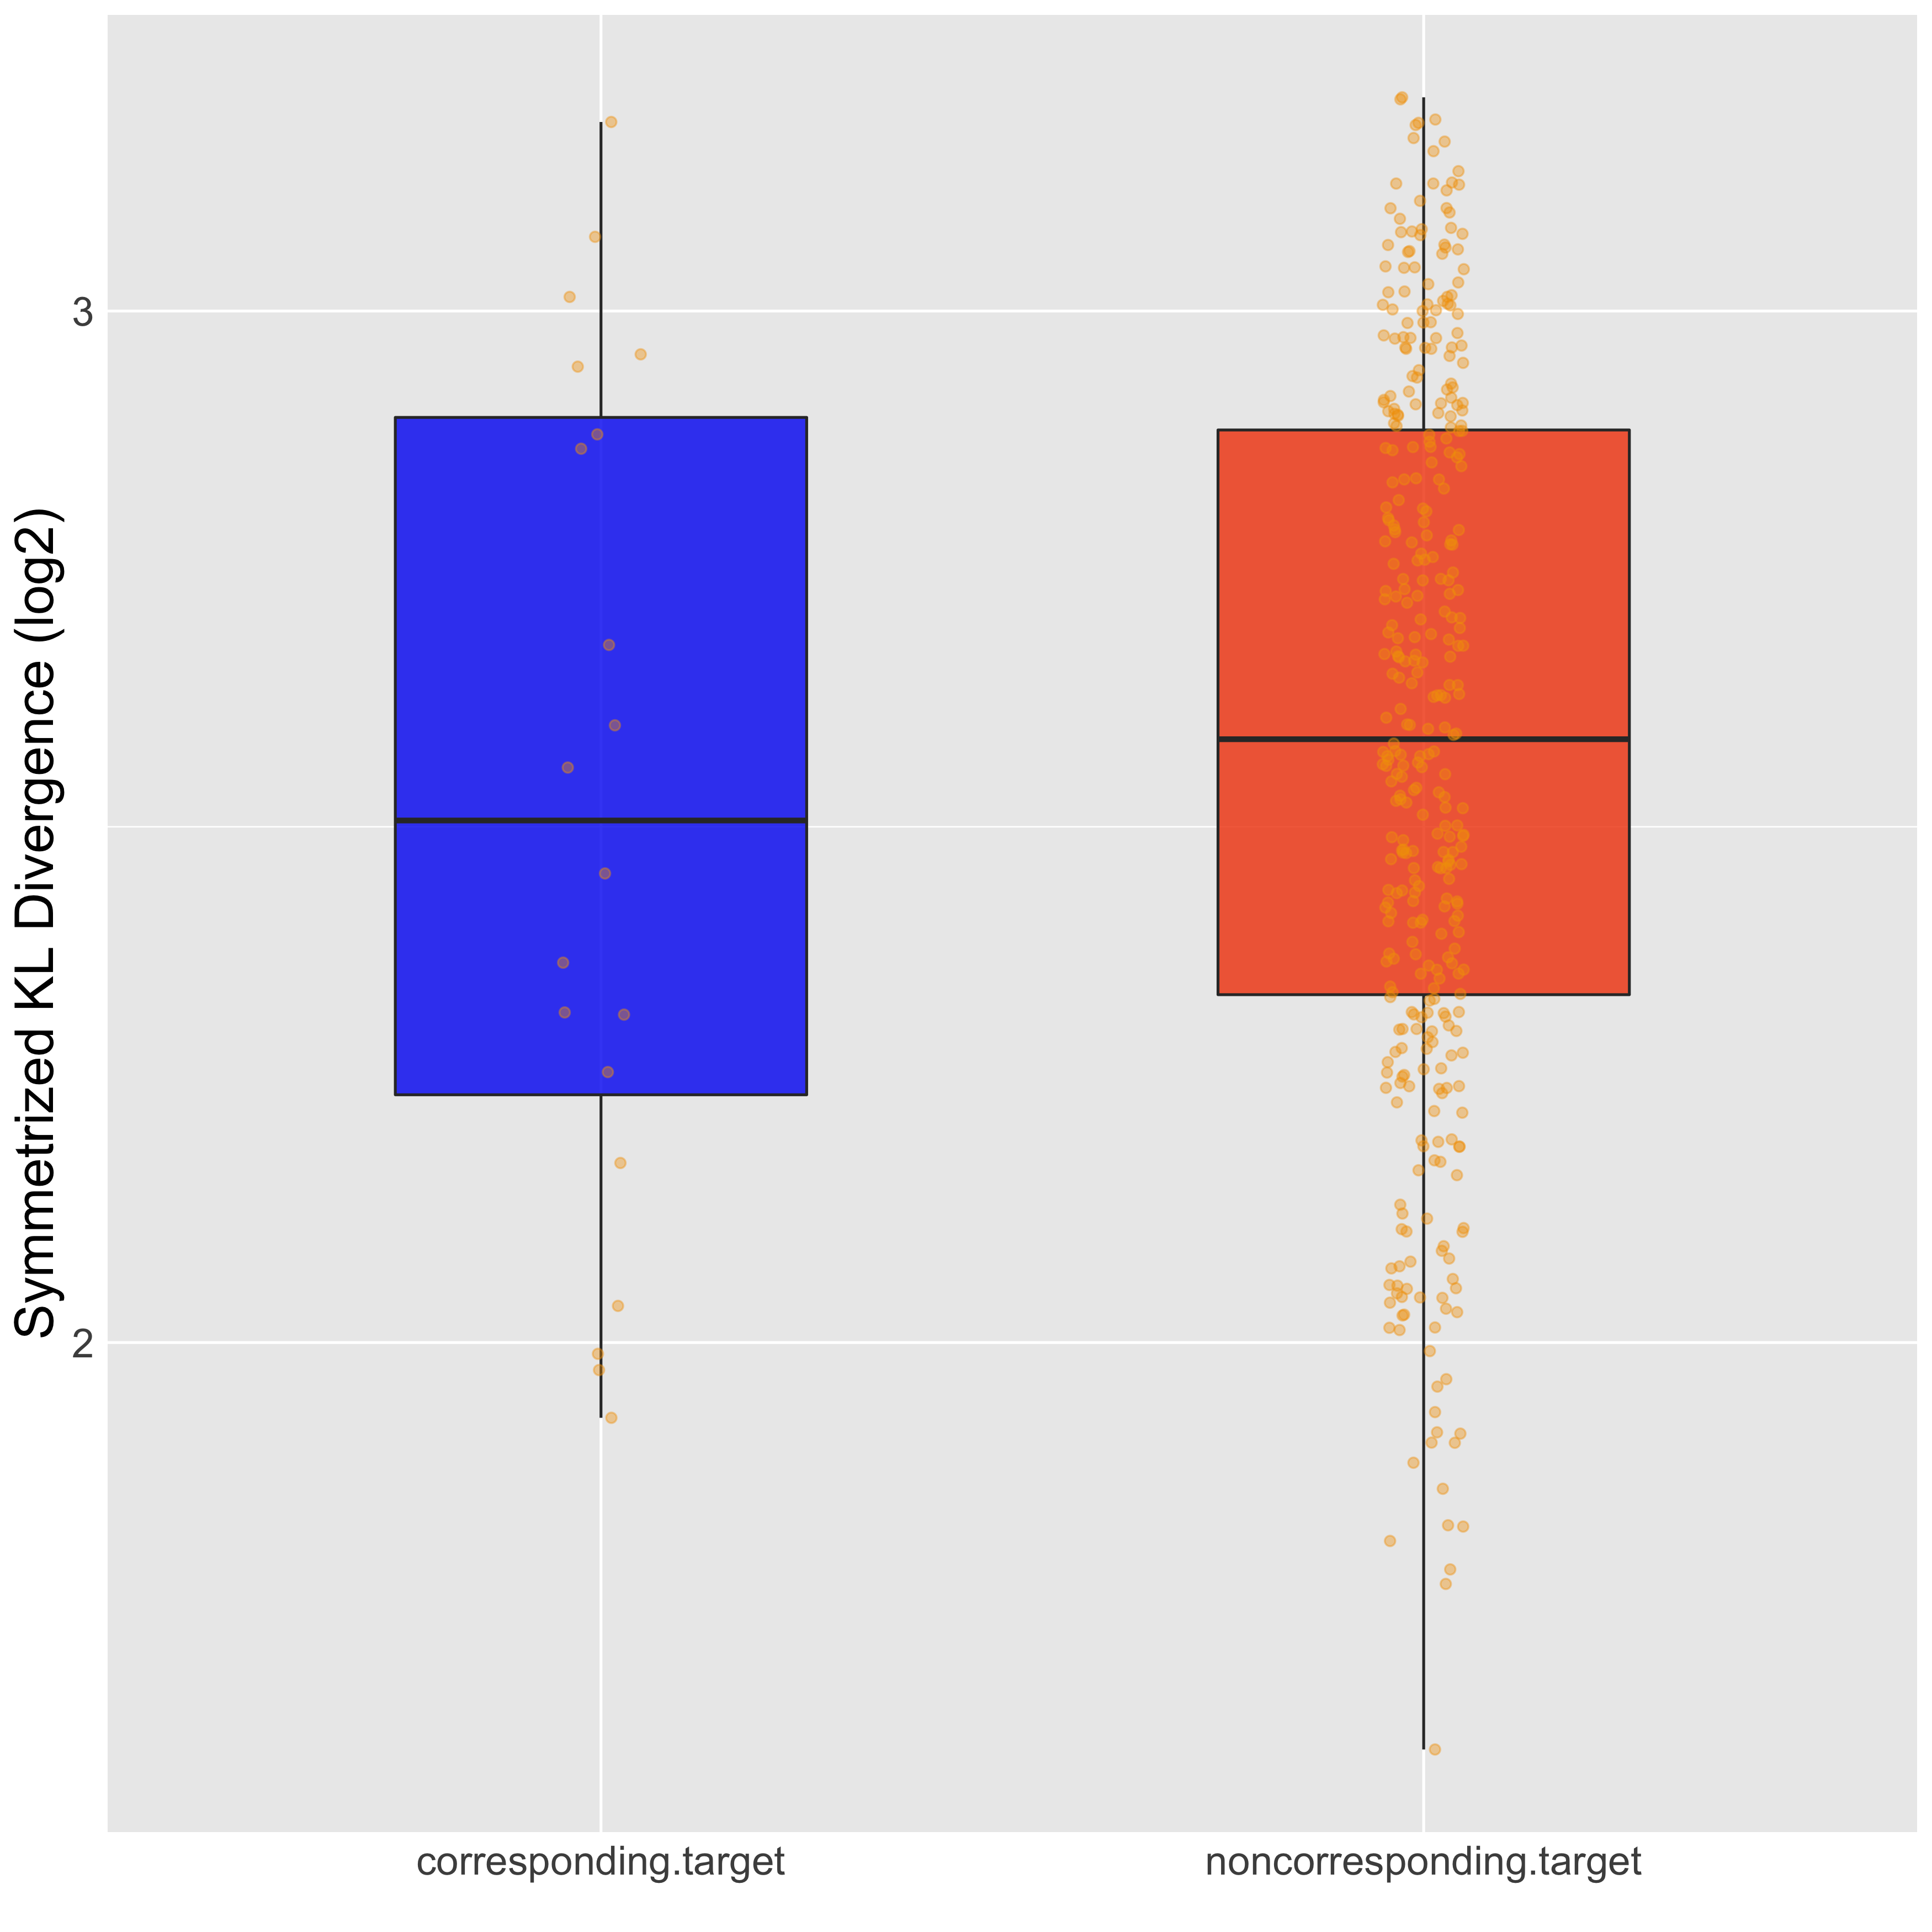 Symmetrized KL Divergence (log2)
3
2
corresponding.target
noncorresponding.target